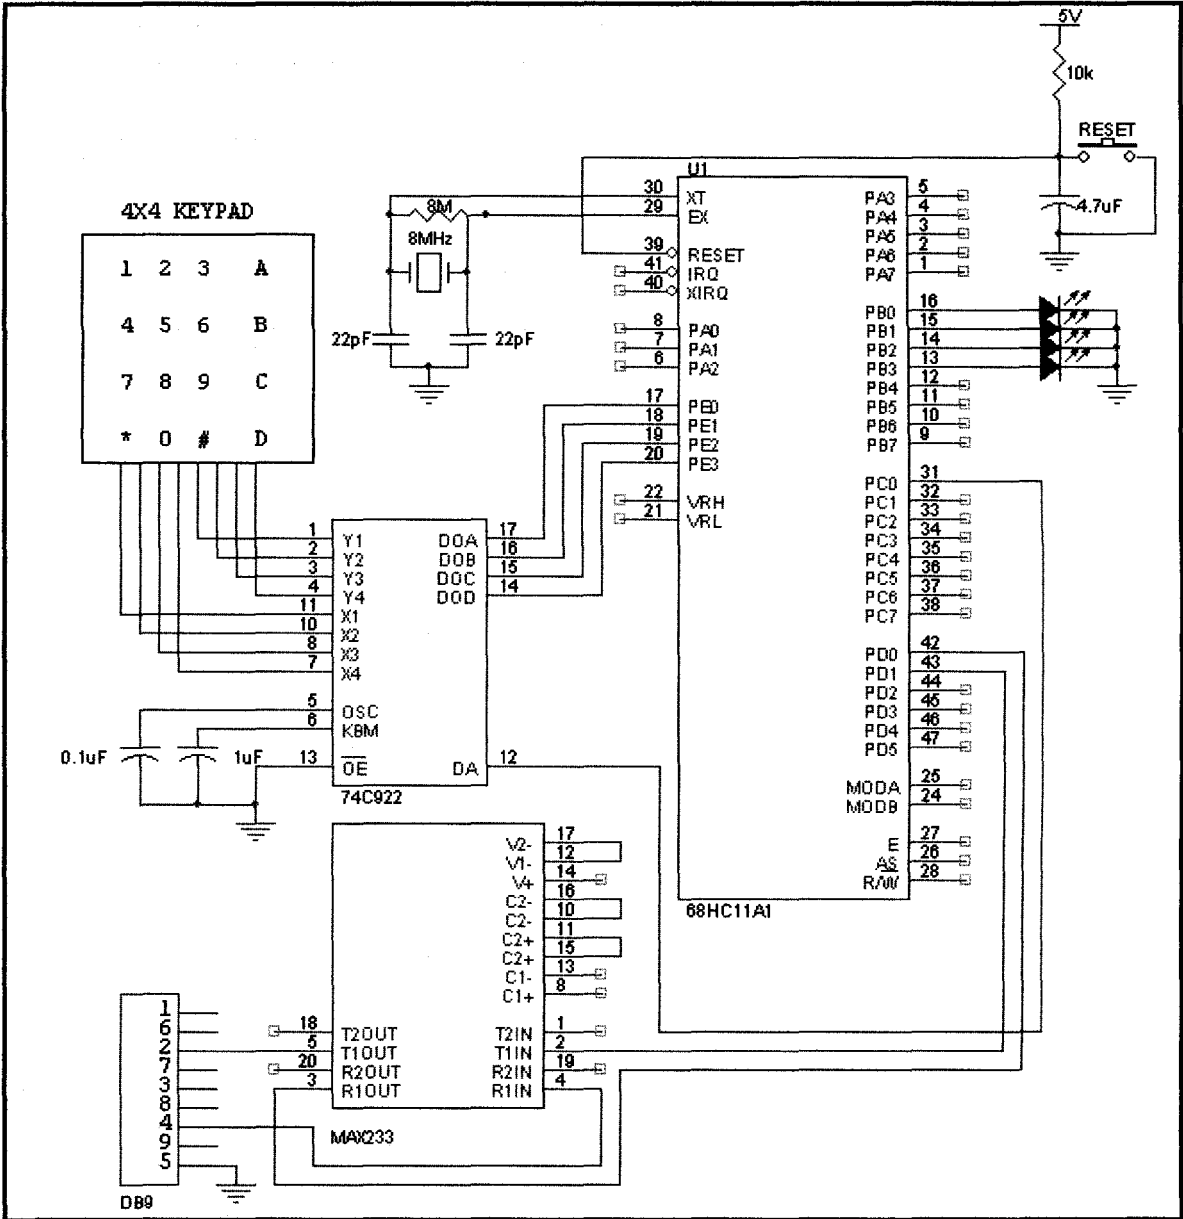 5V
10k
RESET
4.7uF
U1
30 XT
29 EX
39 RESET
41 IRQ
40 XIRQ
8 PA0
7 PA1
6 PA2
17 PE0
18 PE1
19 PE2
20 PE3
22 VRH
21 VRL
PA3 5
PA4 4
PA5 3
PA6 2
PA7 1
PB0 16
PB1 15
PB2 14
PB3 13
PB4 12
PB5 11
PB6 10
PB7 9
PC0 31
PC1 32
PC2 33
PC3 34
PC4 35
PC5 36
PC6 37
PC7 38
PD0 42
PD1 43
PD2 44
PD3 45
PD4 46
PD5 47
MODA 25
MODB 24
E 27
AS 26
R/W 28
68HC11A1
8M
8MHz
22pF
22pF
4X4 KEYPAD
1 2 3 A
4 5 6 B
7 8 9 C
* 0 # D
1 Y1
2 Y2
3 Y3
4 Y4
11 X1
10 X2
8 X3
7 X4
5 OSC
6 KBM
13 OE
DOA 17
DOB 16
DOC 15
DOD 14
DA 12
74C922
0.1uF
1uF
V2- 17
V1- 12
V+ 14
C2- 16
C2- 10
C2+ 11
C2+ 15
C1- 13
C1+ 8
18 T2OUT
5 T1OUT
20 R2OUT
3 R1OUT
T2IN 1
T1IN 2
R2IN 19
R1IN 4
MAX233
1
6
2
7
3
8
4
9
5
DB9